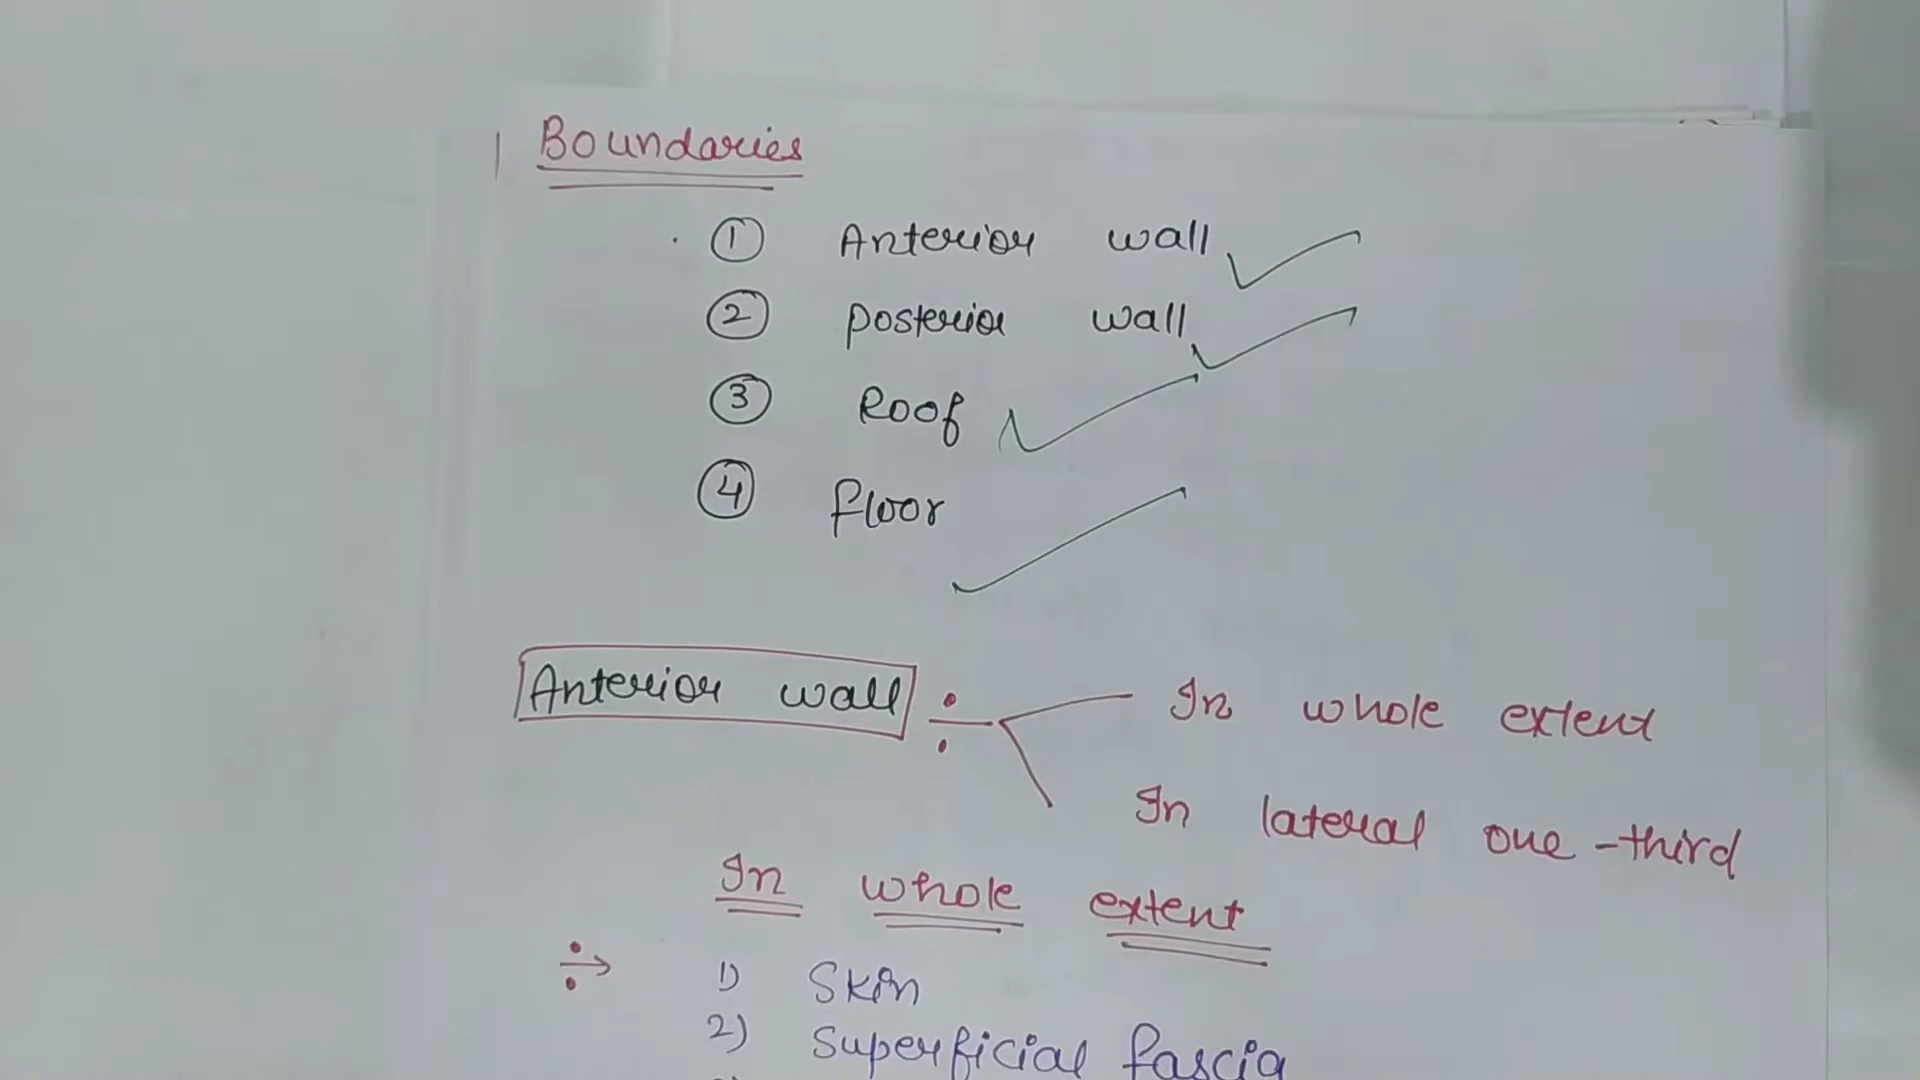 Boundaries
① Anterior wall
② posterior wall
③ Roof
④ floor
Anterior wall ÷ In whole extent
In lateral one-third
In whole extent
÷> 1) Skin
2) Superficial fascia